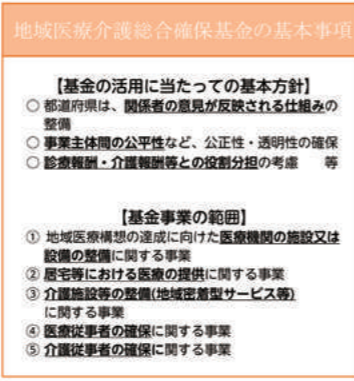 地域医療介護総合確保基金の基本事項
【基金の活用に当たっての基本方針】
○ 都道府県は、関係者の意見が反映される仕組みの
整備
○ 事業主体間の公平性など、公正性・透明性の確保
○ 診療報酬・介護報酬等との役割分担の考慮 等
【基金事業の範囲】
① 地域医療構想の達成に向けた医療機関の施設又は
設備の整備に関する事業
② 居宅等における医療の提供に関する事業
③ 介護施設等の整備(地域密着型サービス等)
に関する事業
④ 医療従事者の確保に関する事業
⑤ 介護従事者の確保に関する事業